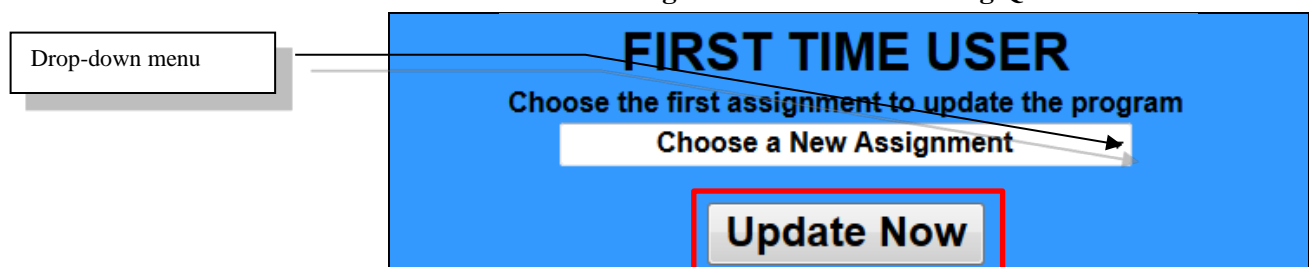 Drop-down menu
FIRST TIME USER
Choose the first assignment to update the program
Choose a New Assignment
Update Now